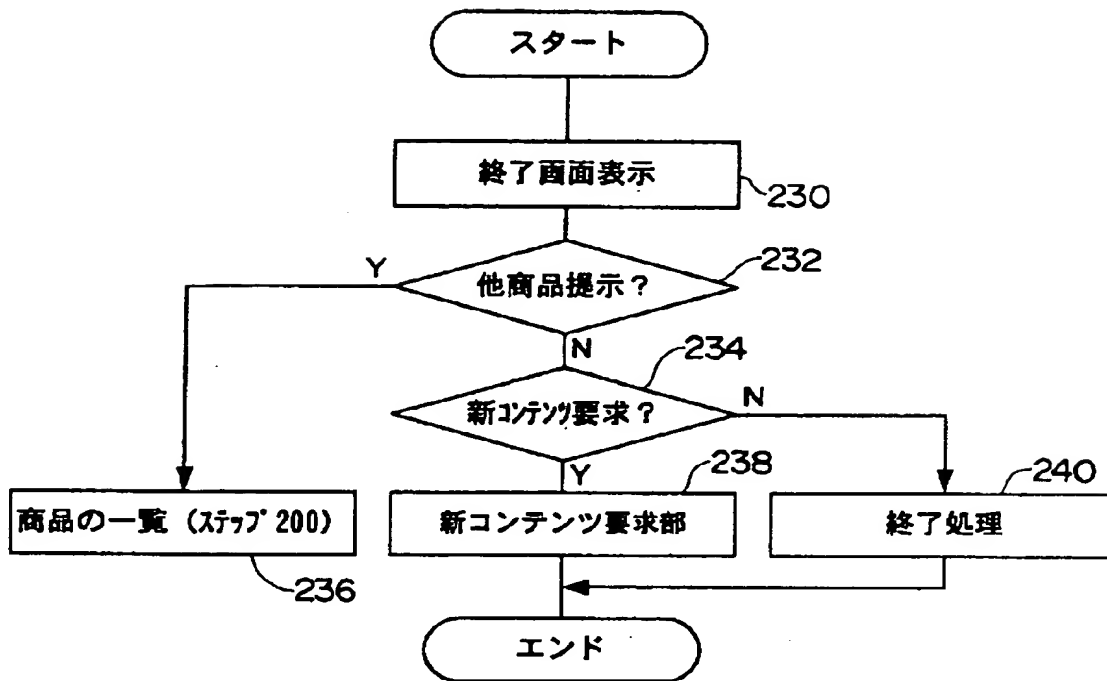 スタート
終了画面表示
230
他商品提示？
232
Y
N
新コンテンツ要求？
234
N
Y
商品の一覧（ステップ200）
236
新コンテンツ要求部
238
終了処理
240
エンド